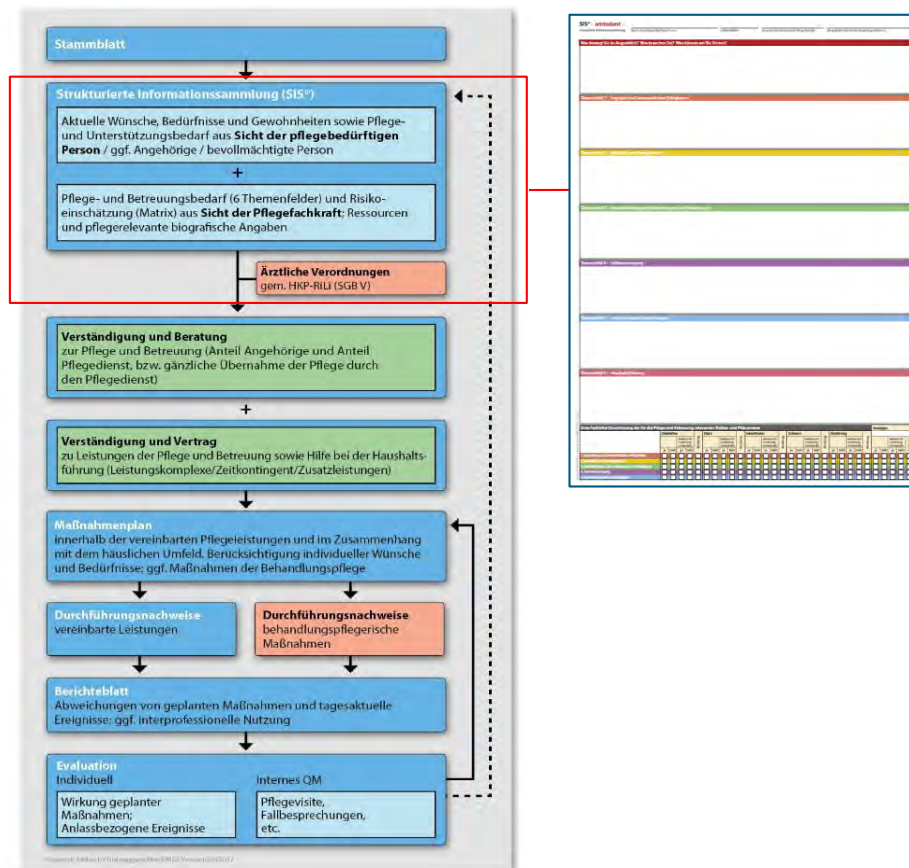 Stammblatt
Strukturierte Informationssammlung (SIS®)
Aktuelle Wünsche, Bedürfnisse und Gewohnheiten sowie Pflege-
und Unterstützungsbedarf aus Sicht der pflegebedürftigen
Person / ggf. Angehörige / bevollmächtigte Person
+
Pflege- und Betreuungsbedarf (6 Themenfelder) und Risiko-
einschätzung (Matrix) aus Sicht der Pflegefachkraft; Ressourcen
und pflegerelevante biografische Angaben
Ärztliche Verordnungen
gem. HKP-RiLi (SGB V)
Verständigung und Beratung
zur Pflege und Betreuung (Anteil Angehörige und Anteil
Pflegedienst, bzw. gänzliche Übernahme der Pflege durch
den Pflegedienst)
+
Verständigung und Vertrag
zu Leistungen der Pflege und Betreuung sowie Hilfe bei der Haushalts-
führung (Leistungskomplexe/Zeitkontingent/Zusatzleistungen)
Maßnahmenplan
innerhalb der vereinbarten Pflegeleistungen und im Zusammenhang
mit dem häuslichen Umfeld. Berücksichtigung individueller Wünsche
und Bedürfnisse; ggf. Maßnahmen der Behandlungspflege
Durchführungsnachweise
vereinbarte Leistungen
Durchführungsnachweise
behandlungspflegerische
Maßnahmen
Berichteblatt
Abweichungen von geplanten Maßnahmen und tagesaktuelle
Ereignisse; ggf. interprofessionelle Nutzung
Evaluation
Individuell
Wirkung geplanter
Maßnahmen;
Anlassbezogene Ereignisse
Internes QM
Pflegevisite,
Fallbesprechungen,
etc.
SIS® - ambulant